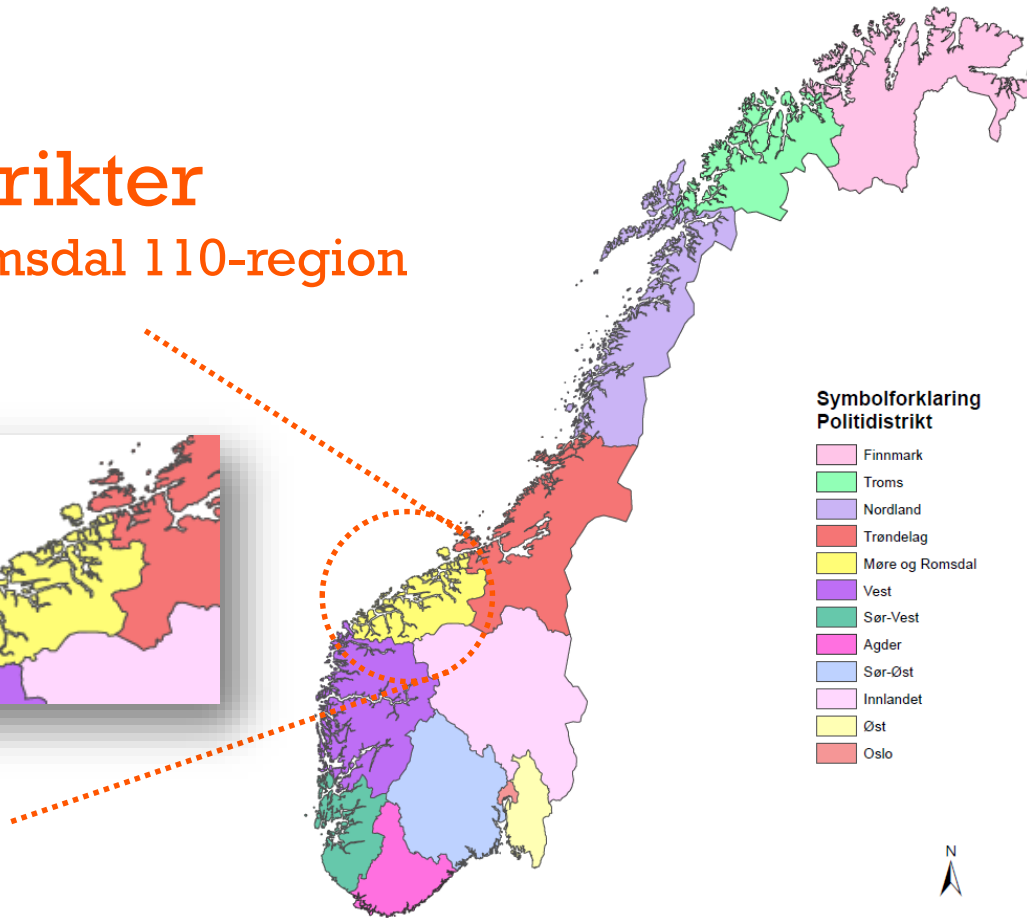 rikter
msdal 110-region
Symbolforklaring
Politidistrikt
Finnmark
Troms
Nordland
Trøndelag
Møre og Romsdal
Vest
Sør-Vest
Agder
Sør-Øst
Innlandet
Øst
Oslo
N